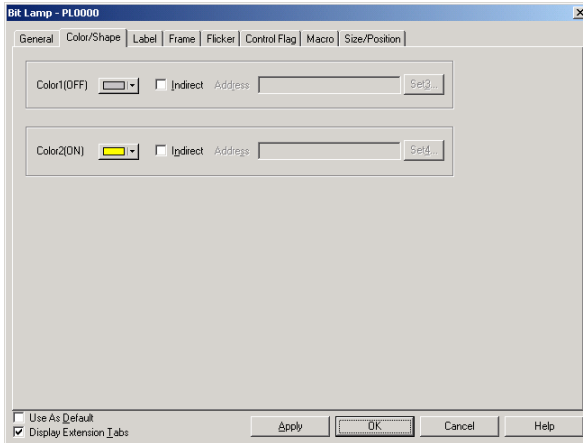 Bit Lamp - PL0000
General Color/Shape Label Frame Flicker Control Flag Macro Size/Position
Color1(OFF) Indirect Address Set3...
Color2(ON) Indirect Address Set4...
Use As Default
Display Extension Tabs
Apply OK Cancel Help